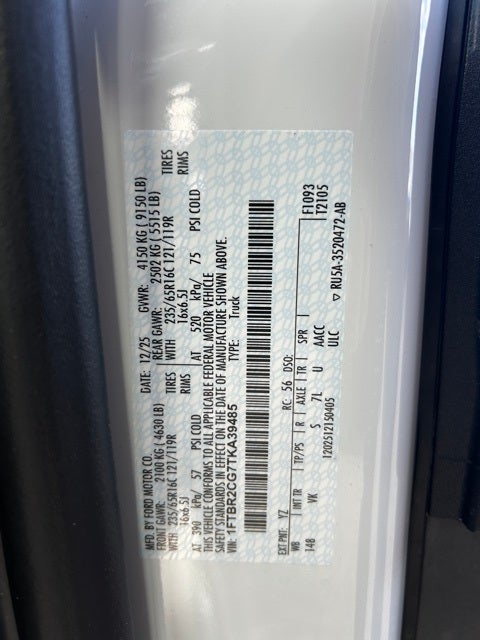 MFD. BY FORD MOTOR CO.
DATE: 12/25 GVWR: 4150 KG ( 9150 LB)
FRONT GAWR: 2100 KG ( 4630 LB) REAR GAWR: 2502 KG ( 5515 LB)
WITH 235/65R16C 121/119R TIRES WITH 235/65R16C 121/119R TIRES
16x6.5J RIMS 16x6.5J RIMS
AT 390 kPa/ 57 PSI COLD AT 520 kPa/ 75 PSI COLD
THIS VEHICLE CONFORMS TO ALL APPLICABLE FEDERAL MOTOR VEHICLE
SAFETY STANDARDS IN EFFECT ON THE DATE OF MANUFACTURE SHOWN ABOVE.
VIN: 1FTBR2CG7TKA39485 TYPE: Truck
EXT PNT: YZ RC: 56 DSO: F1093
WB INT TR TP/PS R AXLE TR SPR T2105
148 VK S 7L U AACC
1202512150405 ULC ▽ RU5A-3520472-AB